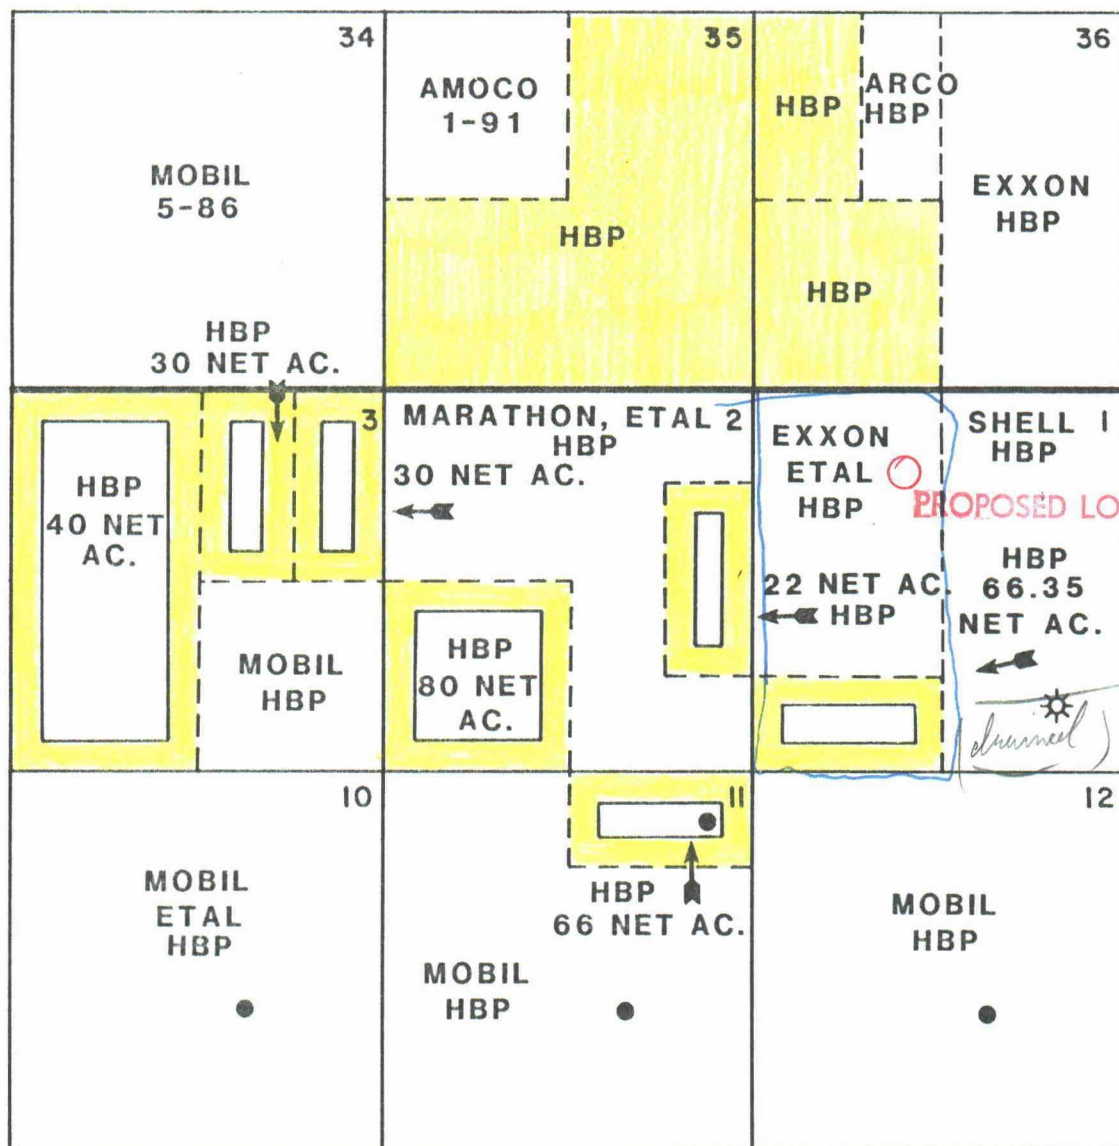 34
35
36
AMOCO
1-91
HBP
ARCO
HBP
MOBIL
5-86
EXXON
HBP
HBP
HBP
HBP
30 NET AC.
3
MARATHON, ETAL 2
HBP
EXXON
ETAL
HBP
SHELL 1
HBP
30 NET AC.
HBP
40 NET
AC.
PROPOSED LO
HBP
66.35
NET AC.
22 NET AC.
HBP
MOBIL
HBP
HBP
80 NET
AC.
10
11
12
MOBIL
ETAL
HBP
HBP
66 NET AC.
MOBIL
HBP
MOBIL
HBP